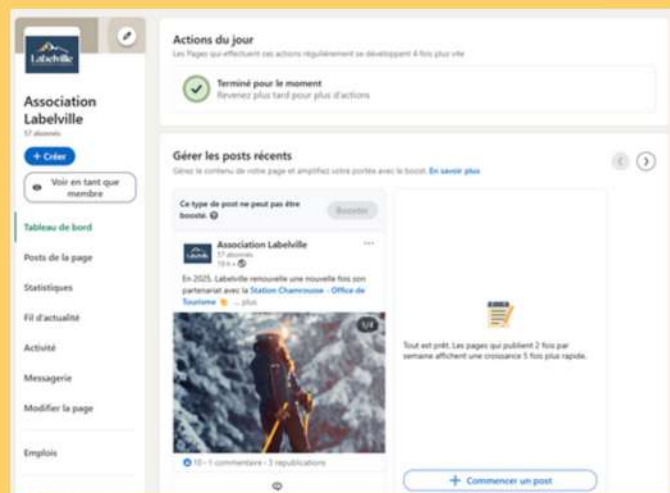 Labelville
Association
Labelville
57 abonnés
+ Créer
Voir en tant que
membre
Tableau de bord
Posts de la page
Statistiques
Fil d'actualité
Activité
Messagerie
Modifier la page
Emplois
Actions du jour
Les Pages qui effectuent ces actions régulièrement se développent 4 fois plus vite
Terminé pour le moment
Revenez plus tard pour plus d'actions
Gérer les posts récents
Gérez le contenu de votre page et amplifiez votre portée avec le boost. En savoir plus
Ce type de post ne peut pas être
boosté.
Booster
Association Labelville
57 abonnés
En 2025, Labelville renouvelle une nouvelle fois son
partenariat avec la Station Chamrousse - Office de
Tourisme ... plus
1/4
10 • 1 commentaire • 3 republications
Tout est prêt. Les pages qui publient 2 fois par
semaine affichent une croissance 5 fois plus rapide.
+ Commencer un post